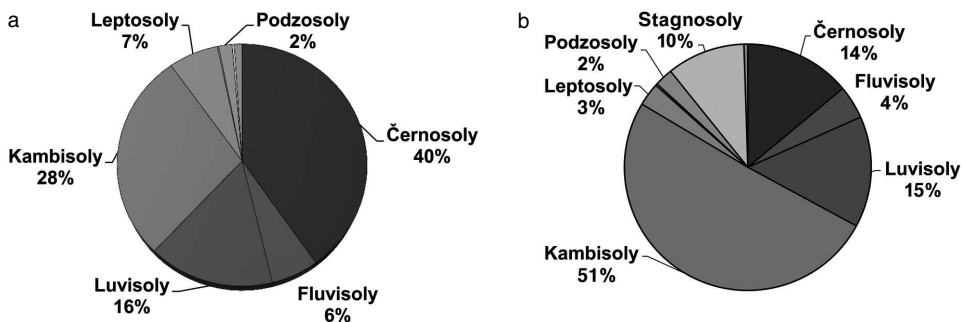 a
Leptosoly
7%
Podzosoly
2%
Černosoly
40%
Kambisoly
28%
Luvisoly
16%
Fluvisoly
6%
b
Stagnosoly
10%
Černosoly
14%
Podzosoly
2%
Fluvisoly
4%
Leptosoly
3%
Luvisoly
15%
Kambisoly
51%